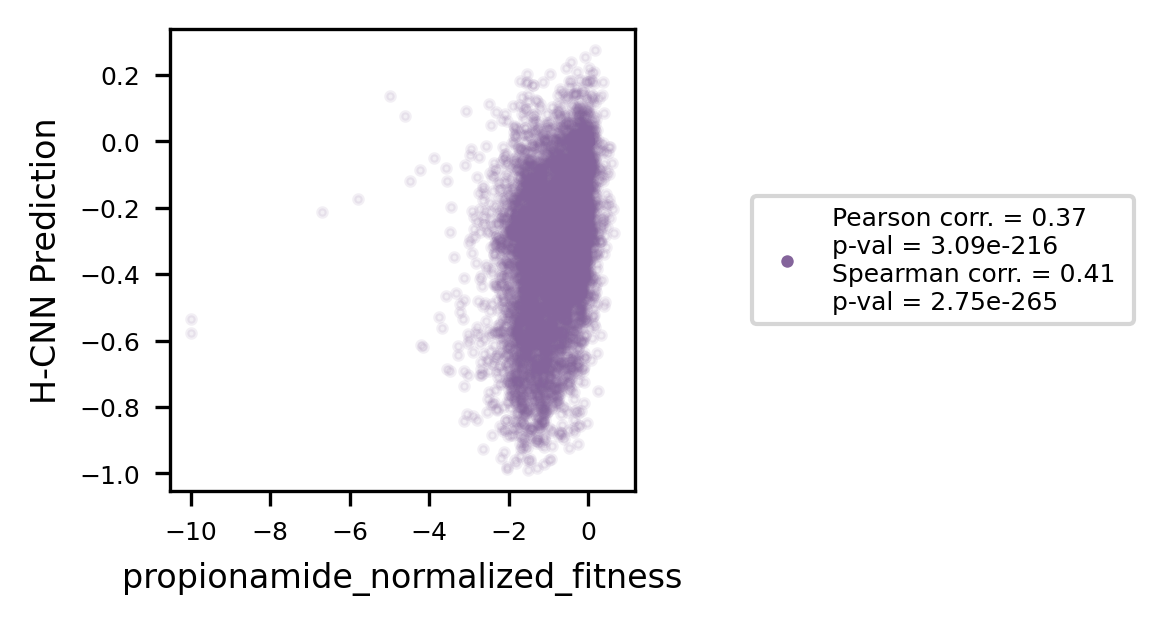 H-CNN Prediction
0.2
0.0
−0.2
−0.4
−0.6
−0.8
−1.0
−10 −8 −6 −4 −2 0
propionamide_normalized_fitness
Pearson corr. = 0.37
p-val = 3.09e-216
Spearman corr. = 0.41
p-val = 2.75e-265